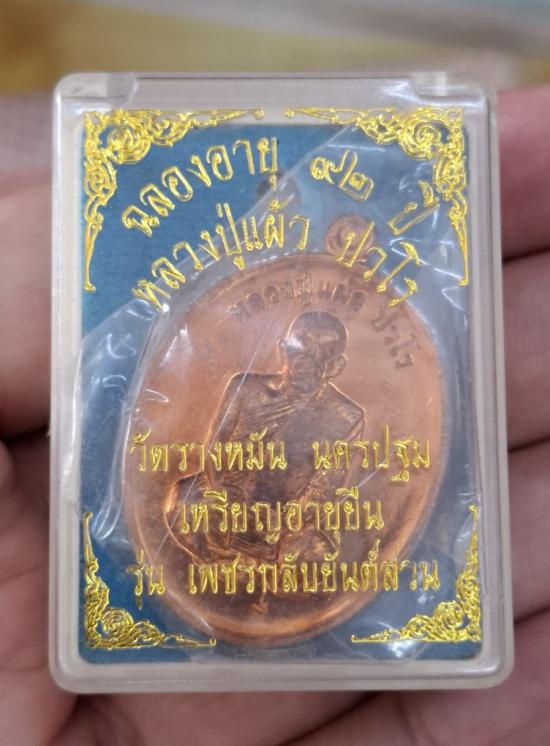 ฉลองอายุ ๙๒ ปี
หลวงปู่แผ้ว ปวโร
หลวงปู่แผ้ว ปวโร
วัดรางหมัน นครปฐม
เหรียญอายุยืน
รุ่น เพชรกลับยันต์สวน